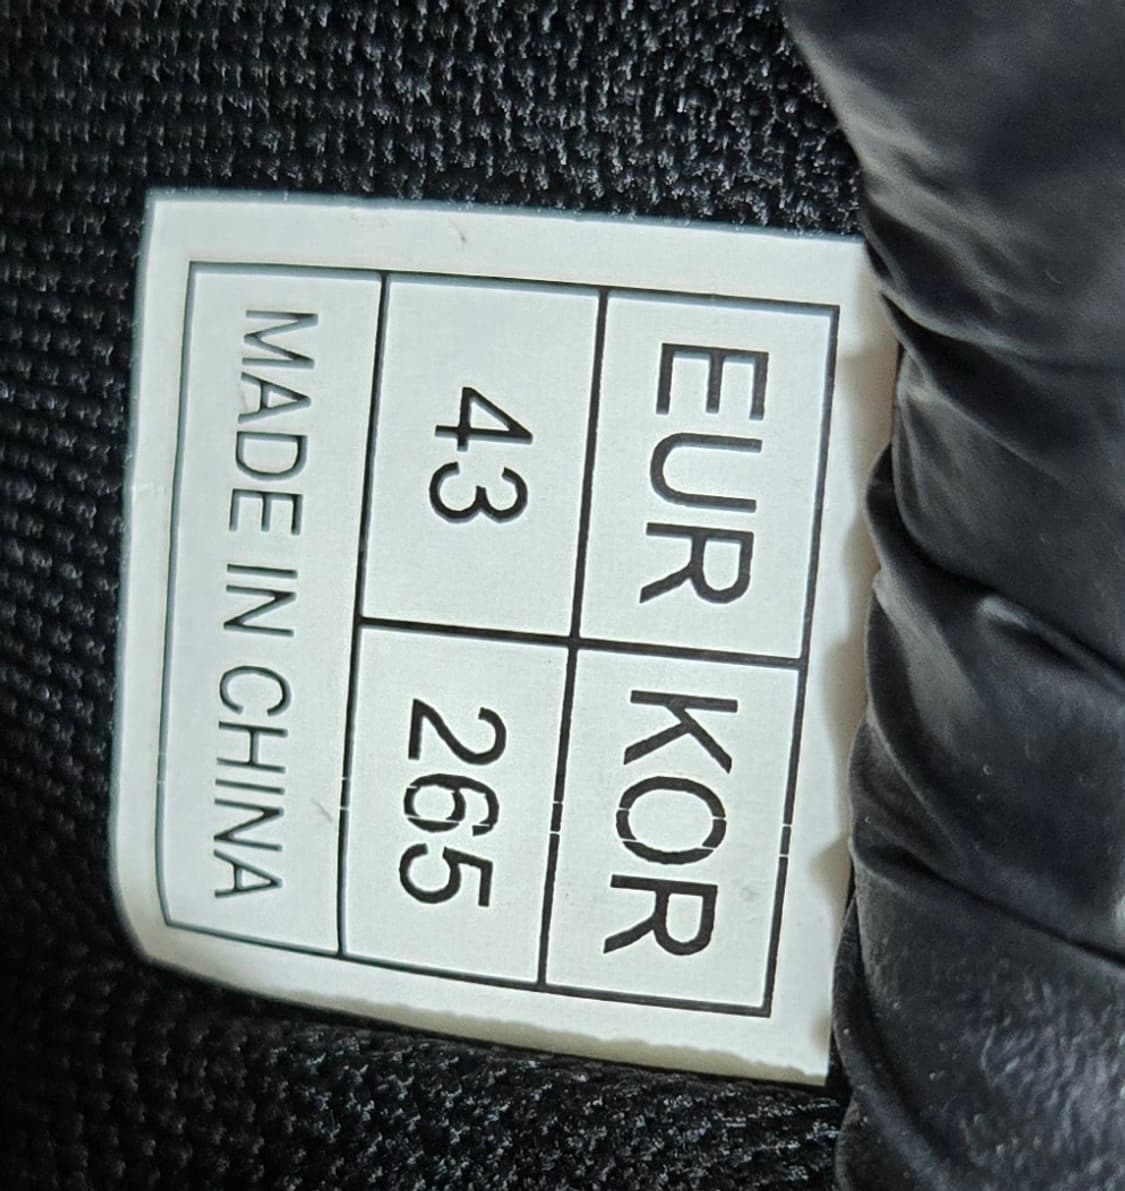 EUR KOR
43 265
MADE IN CHINA